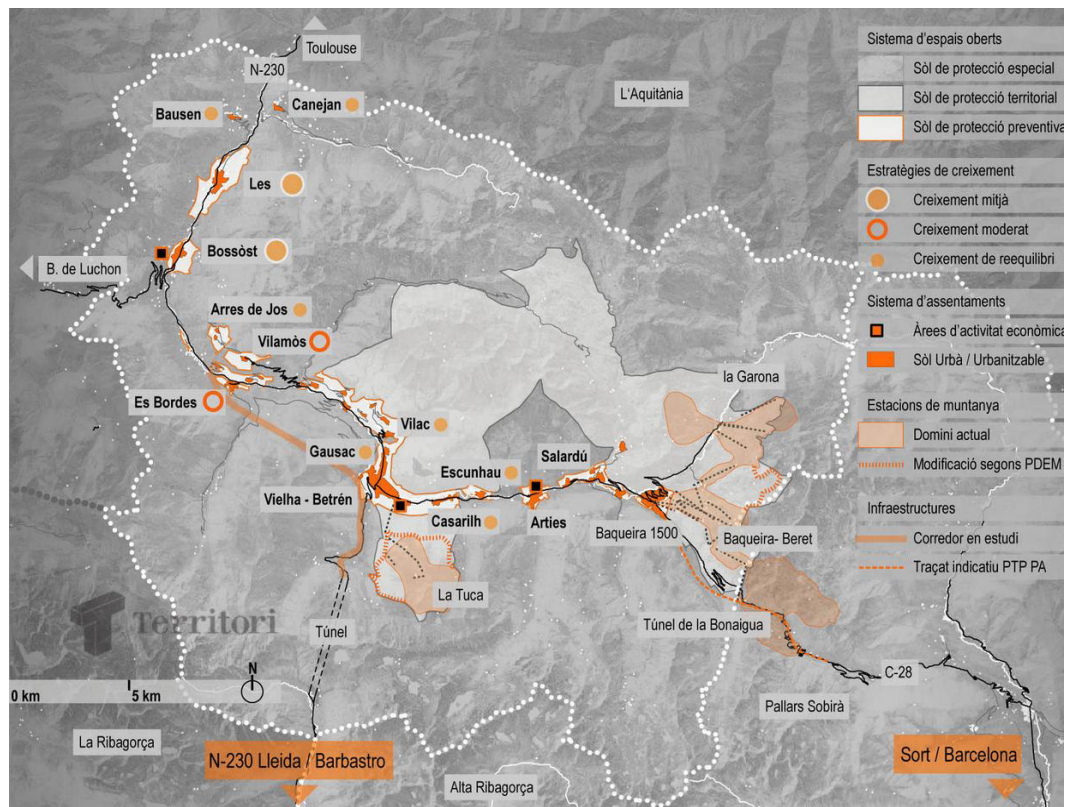 Toulouse
N-230
L'Aquitània
Bausen
Canejan
Les
Bossòst
B. de Luchon
Arres de Jos
Vilamòs
Es Bordes
la Garona
Vilac
Gausac
Escunhau
Salardú
Vielha - Betrén
Casarilh
Arties
Baqueira 1500
Baqueira- Beret
La Tuca
Territori
Túnel
Túnel de la Bonaigua
C-28
N
0 km
5 km
Pallars Sobirà
La Ribagorça
N-230 Lleida / Barbastro
Alta Ribagorça
Sort / Barcelona
Sistema d'espais oberts
Sòl de protecció especial
Sòl de protecció territorial
Sòl de protecció preventiva
Estratègies de creixement
Creixement mitjà
Creixement moderat
Creixement de reequilibri
Sistema d'assentaments
Àrees d'activitat econòmica
Sòl Urbà / Urbanitzable
Estacions de muntanya
Domini actual
Modificació segons PDEM
Infraestructures
Corredor en estudi
Traçat indicatiu PTP PA